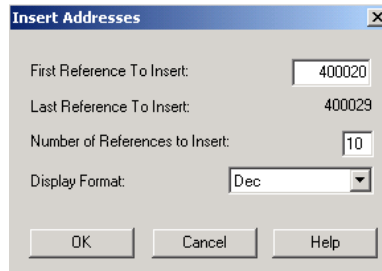 Insert Addresses
First Reference To Insert: 400020
Last Reference To Insert: 400029
Number of References to Insert: 10
Display Format: Dec
OK Cancel Help